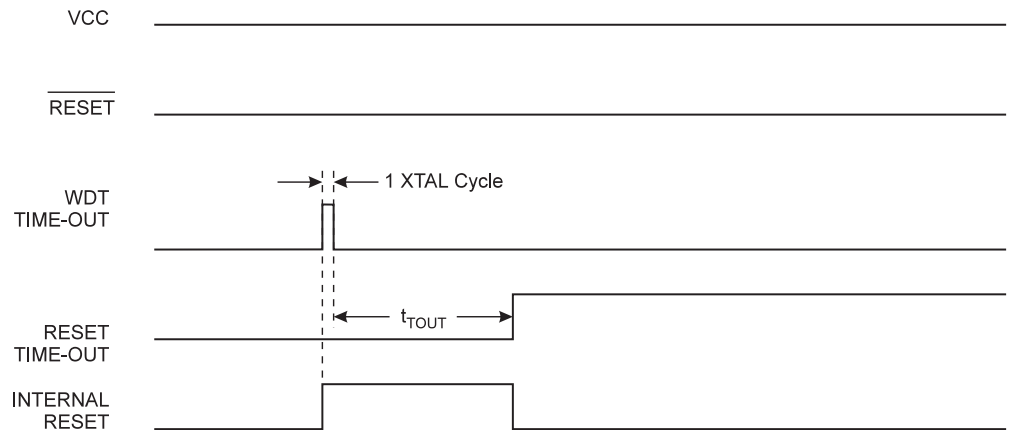 VCC
RESET
WDT
TIME-OUT
1 XTAL Cycle
RESET
TIME-OUT
tTOUT
INTERNAL
RESET